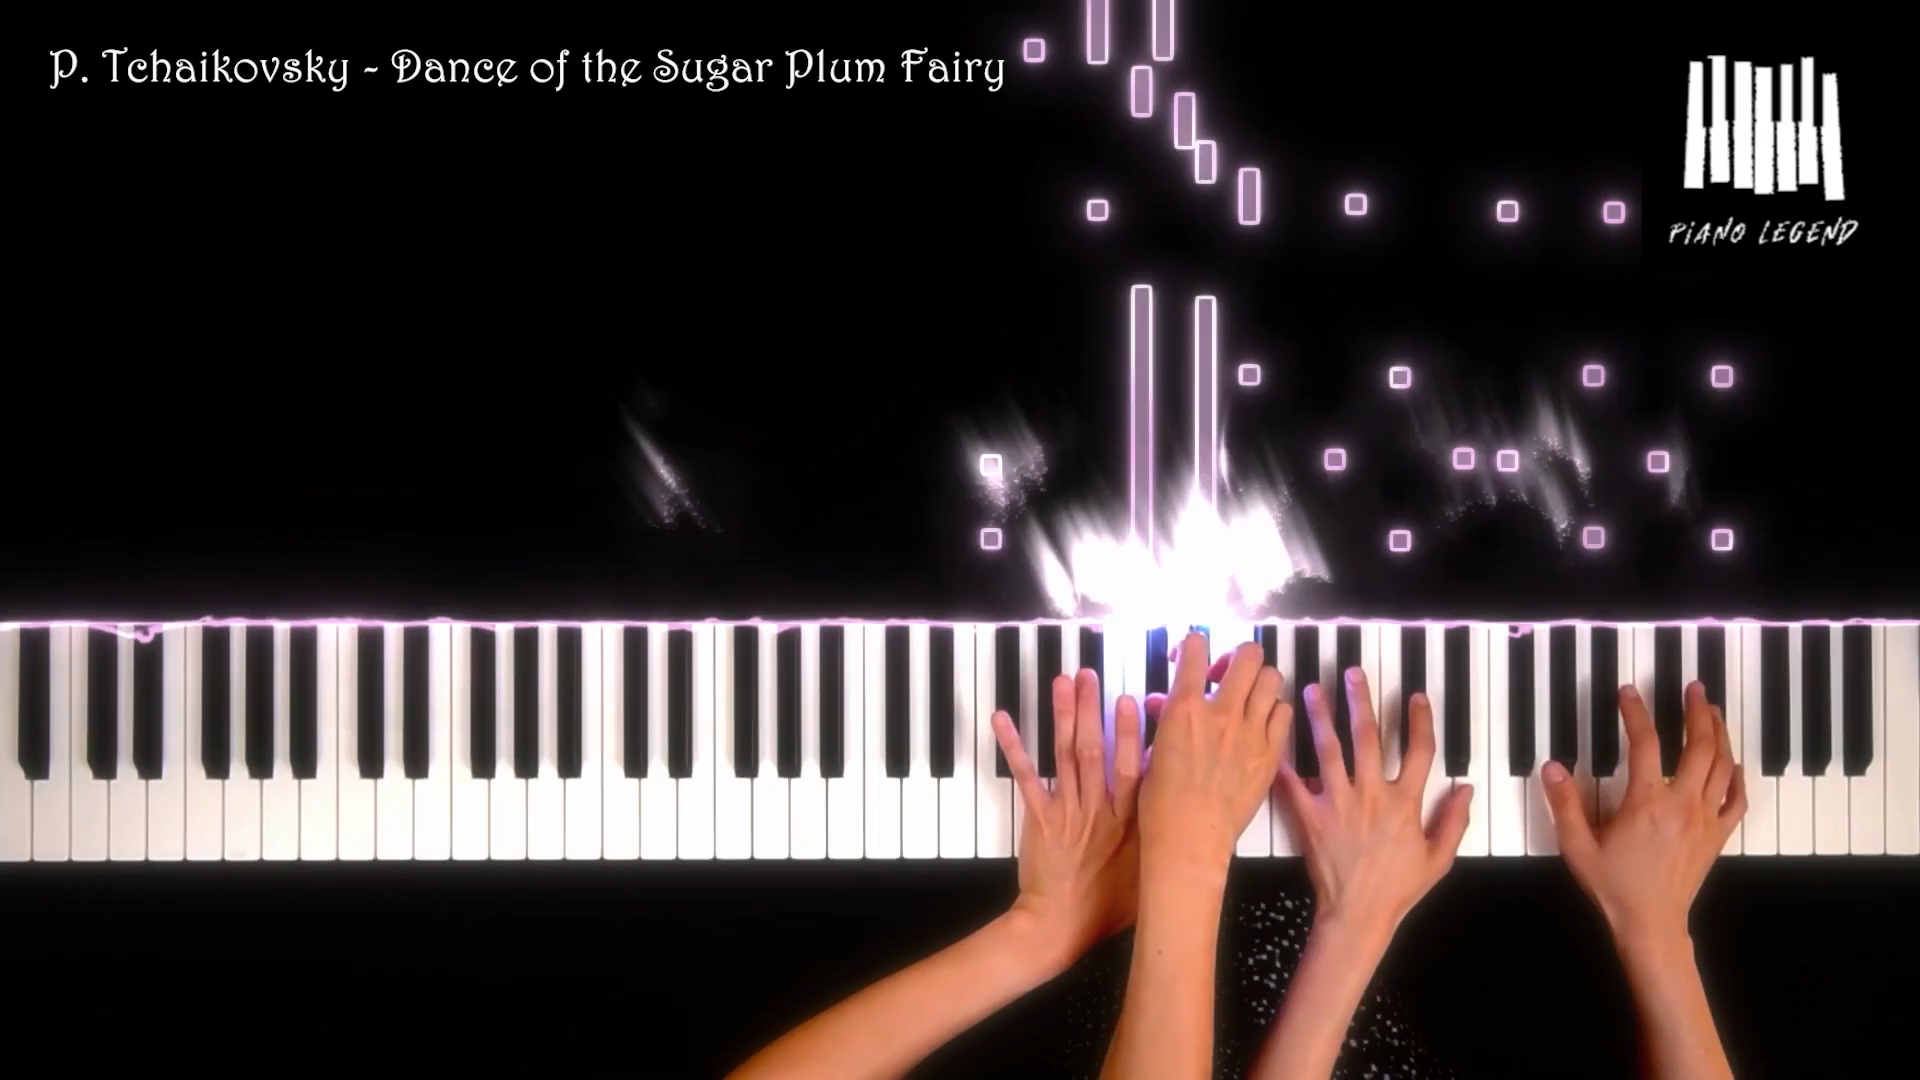 P. Tchaikovsky - Dance of the Sugar Plum Fairy
PIANO LEGEND